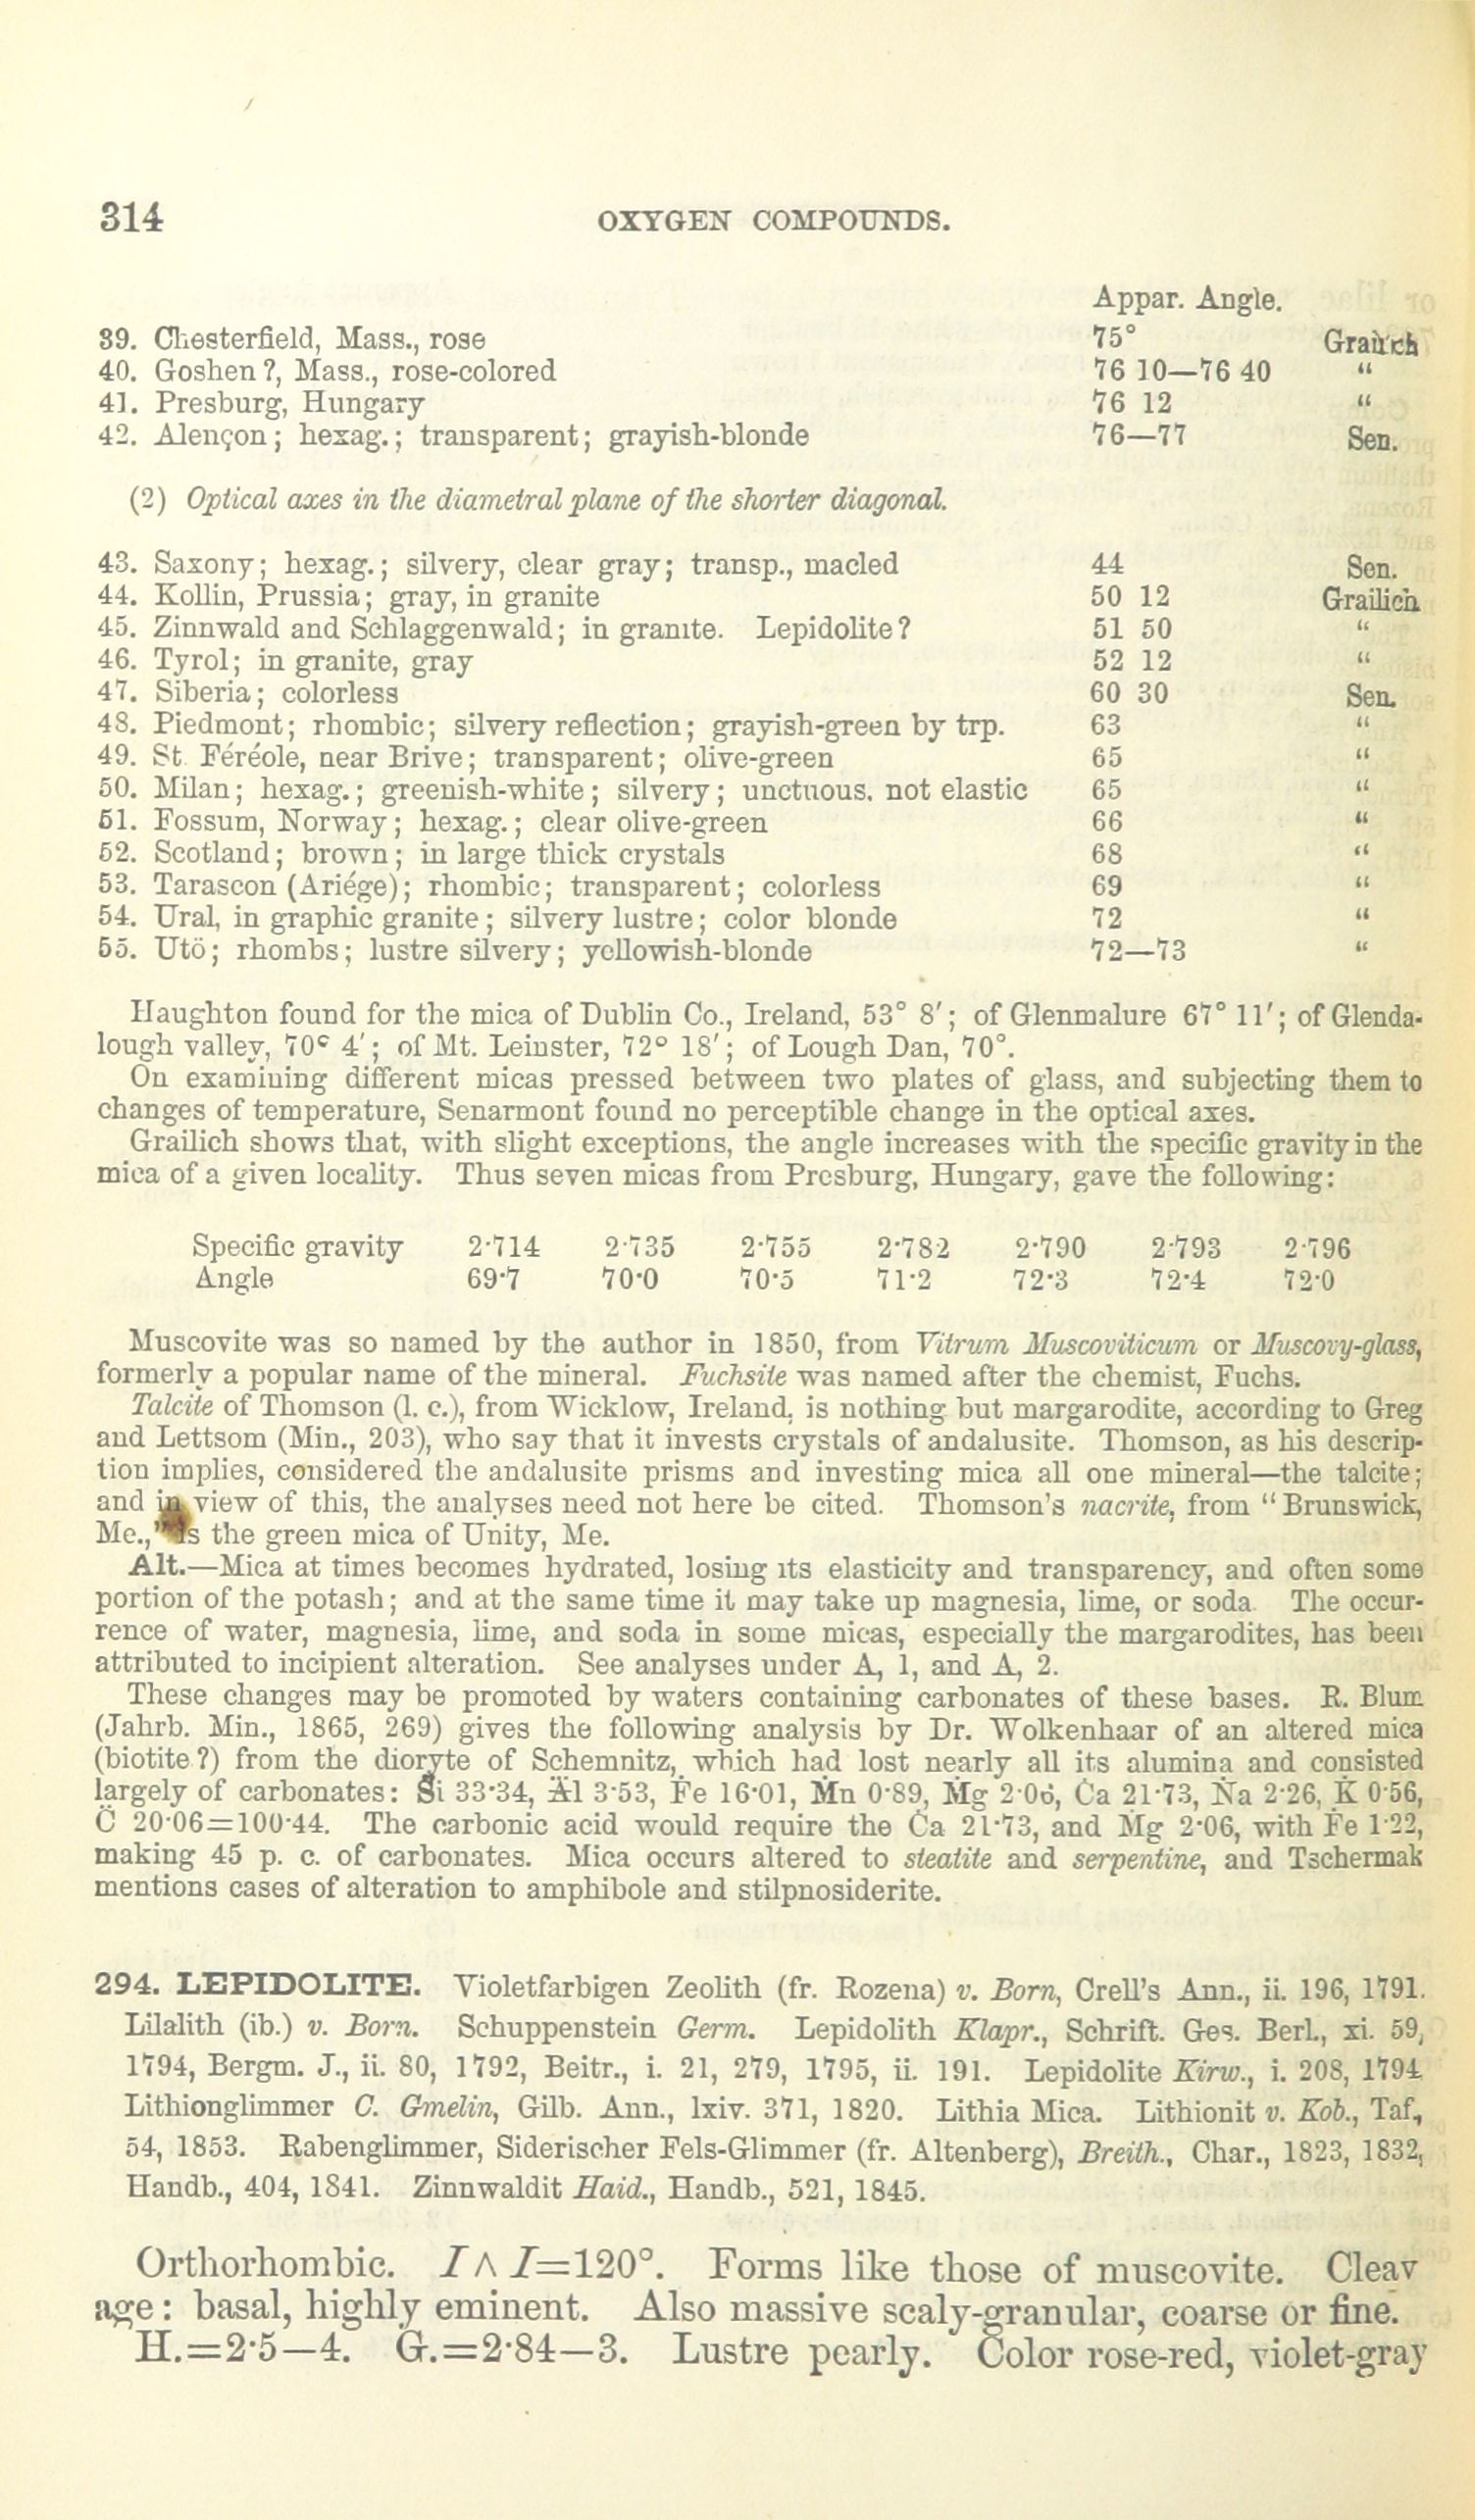 314 OXYGEN COMPOUNDS.
Appar. Angle.
39. Chesterfield, Mass., rose 75° Grailich
40. Goshen?, Mass., rose-colored 76 10—76 40 “
41. Presburg, Hungary 76 12 “
42. Alençon; hexag.; transparent; grayish-blonde 76—77 Sen.
(2) Optical axes in the diametral plane of the shorter diagonal.
43. Saxony; hexag.; silvery, clear gray; transp., macled 44 Sen.
44. Kollin, Prussia; gray, in granite 50 12 Grailich
45. Zinnwald and Schlaggenwald; in granite. Lepidolite? 51 50 “
46. Tyrol; in granite, gray 52 12 “
47. Siberia; colorless 60 30 Sen.
48. Piedmont; rhombic; silvery reflection; grayish-green by trp. 63 “
49. St. Féréole, near Brive; transparent; olive-green 65 “
50. Milan; hexag.; greenish-white; silvery; unctuous. not elastic 65 “
51. Fossum, Norway; hexag.; clear olive-green 66 “
52. Scotland; brown; in large thick crystals 68 “
53. Tarascon (Ariége); rhombic; transparent; colorless 69 “
54. Ural, in graphic granite; silvery lustre; color blonde 72 “
55. Utö; rhombs; lustre silvery; yellowish-blonde 72—73 “
Haughton found for the mica of Dublin Co., Ireland, 53° 8′; of Glenmalure 67° 11′; of Glenda-
lough valley, 70° 4′; of Mt. Leinster, 72° 18′; of Lough Dan, 70°.
On examining different micas pressed between two plates of glass, and subjecting them to
changes of temperature, Senarmont found no perceptible change in the optical axes.
Grailich shows that, with slight exceptions, the angle increases with the specific gravity in the
mica of a given locality. Thus seven micas from Presburg, Hungary, gave the following:
Specific gravity 2·714 2·735 2·755 2·782 2·790 2·793 2·796
Angle 69·7 70·0 70·5 71·2 72·3 72·4 72·0
Muscovite was so named by the author in 1850, from Vitrum Muscoviticum or Muscovy-glass,
formerly a popular name of the mineral. Fuchsite was named after the chemist, Fuchs.
Talcite of Thomson (l. c.), from Wicklow, Ireland, is nothing but margarodite, according to Greg
and Lettsom (Min., 203), who say that it invests crystals of andalusite. Thomson, as his descrip-
tion implies, considered the andalusite prisms and investing mica all one mineral—the talcite;
and in view of this, the analyses need not here be cited. Thomson's nacrite, from “Brunswick,
Me.,” is the green mica of Unity, Me.
Alt.—Mica at times becomes hydrated, losing its elasticity and transparency, and often some
portion of the potash; and at the same time it may take up magnesia, lime, or soda. The occur-
rence of water, magnesia, lime, and soda in some micas, especially the margarodites, has been
attributed to incipient alteration. See analyses under A, 1, and A, 2.
These changes may be promoted by waters containing carbonates of these bases. R. Blum
(Jahrb. Min., 1865, 269) gives the following analysis by Dr. Wolkenhaar of an altered mica
(biotite?) from the dioryte of Schemnitz, which had lost nearly all its alumina and consisted
largely of carbonates: S̈i 33·34, Äl 3·53, Ḟe 16·01, Ṁn 0·89, Ṁg 2·06, Ċa 21·73, Ṅa 2·26, K̇ 0·56,
C̈ 20·06=100·44. The carbonic acid would require the Ċa 21·73, and Ṁg 2·06, with Ḟe 1·22,
making 45 p. c. of carbonates. Mica occurs altered to steatite and serpentine, and Tschermak
mentions cases of alteration to amphibole and stilpnosiderite.
294. LEPIDOLITE. Violetfarbigen Zeolith (fr. Rozena) v. Born, Crell's Ann., ii. 196, 1791.
Lilalith (ib.) v. Born. Schuppenstein Germ. Lepidolith Klapr., Schrift. Ges. Berl., xi. 59,
1794, Bergm. J., ii. 80, 1792, Beitr., i. 21, 279, 1795, ii. 191. Lepidolite Kirw., i. 208, 1794
Lithionglimmer C. Gmelin, Gilb. Ann., lxiv. 371, 1820. Lithia Mica. Lithionit v. Kob., Taf.,
54, 1853. Rabenglimmer, Siderischer Fels-Glimmer (fr. Altenberg), Breith., Char., 1823, 1832,
Handb., 404, 1841. Zinnwaldit Haid., Handb., 521, 1845.
Orthorhombic. I ∧ I=120°. Forms like those of muscovite. Cleav
age: basal, highly eminent. Also massive scaly-granular, coarse or fine.
H.=2·5—4. G.=2·84—3. Lustre pearly. Color rose-red, violet-gray